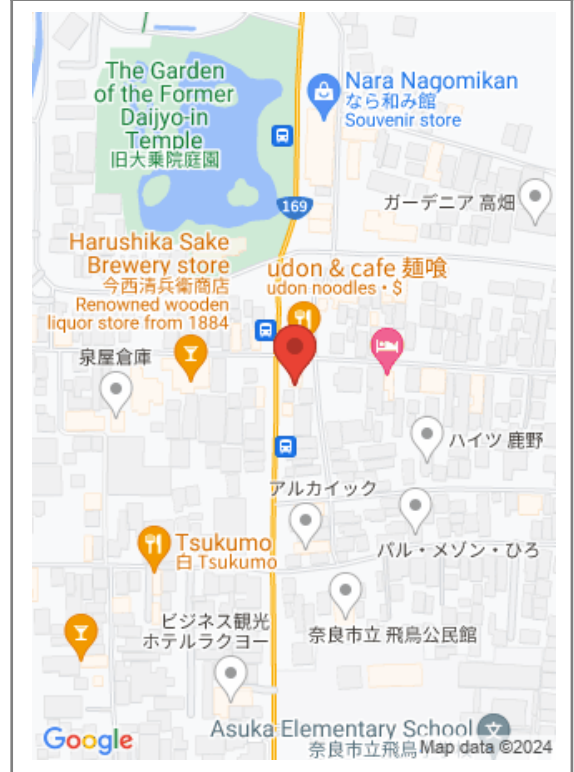 The Garden
of the Former
Daijyo-in
Temple
旧大乗院庭園
Nara Nagomikan
なら和み館
Souvenir store
169
ガーデニア 高畑
Harushika Sake
Brewery store
今西清兵衛商店
Renowned wooden
liquor store from 1884
udon & cafe 麺喰
udon noodles • $
泉屋倉庫
ハイツ 鹿野
アルカイック
Tsukumo
白 Tsukumo
パル・メゾン・ひろ
ビジネス観光
ホテルラクヨー
奈良市立 飛鳥公民館
Asuka Elementary School
奈良市立飛鳥
Google
Map data ©2024